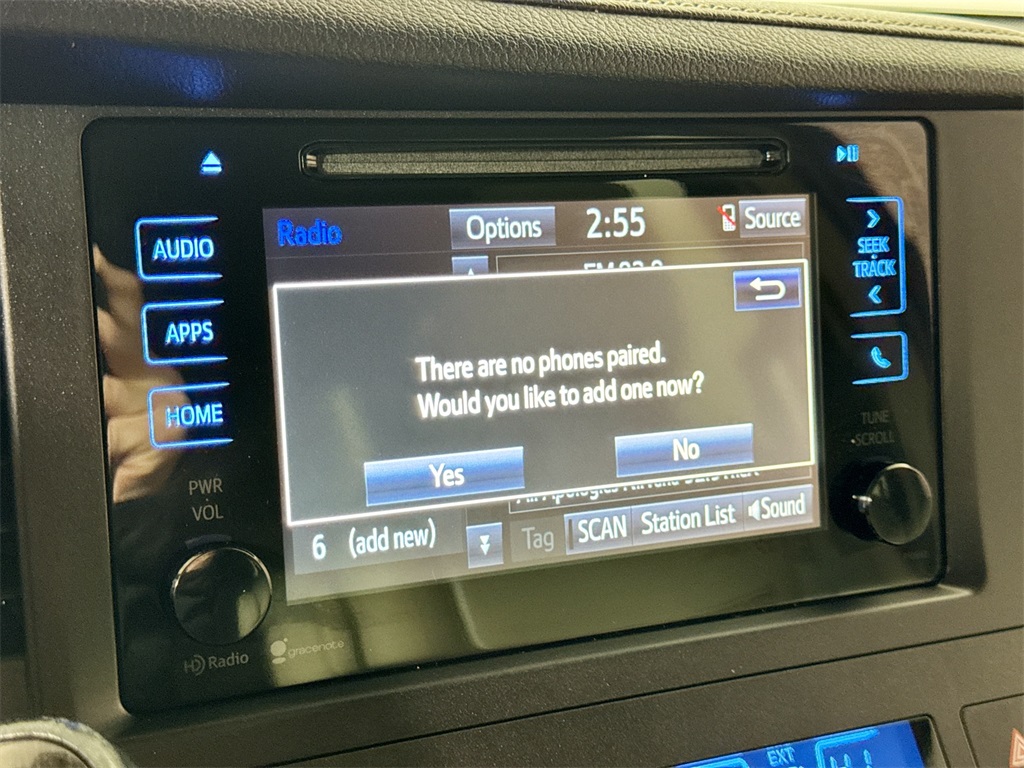 Radio
Options
2:55
Source
AUDIO
APPS
HOME
PWR
VOL
SEEK
TRACK
TUNE
SCROLL
There are no phones paired.
Would you like to add one now?
Yes
No
6 (add new)
Tag
SCAN
Station List
Sound
HD Radio
gracenote
EXT